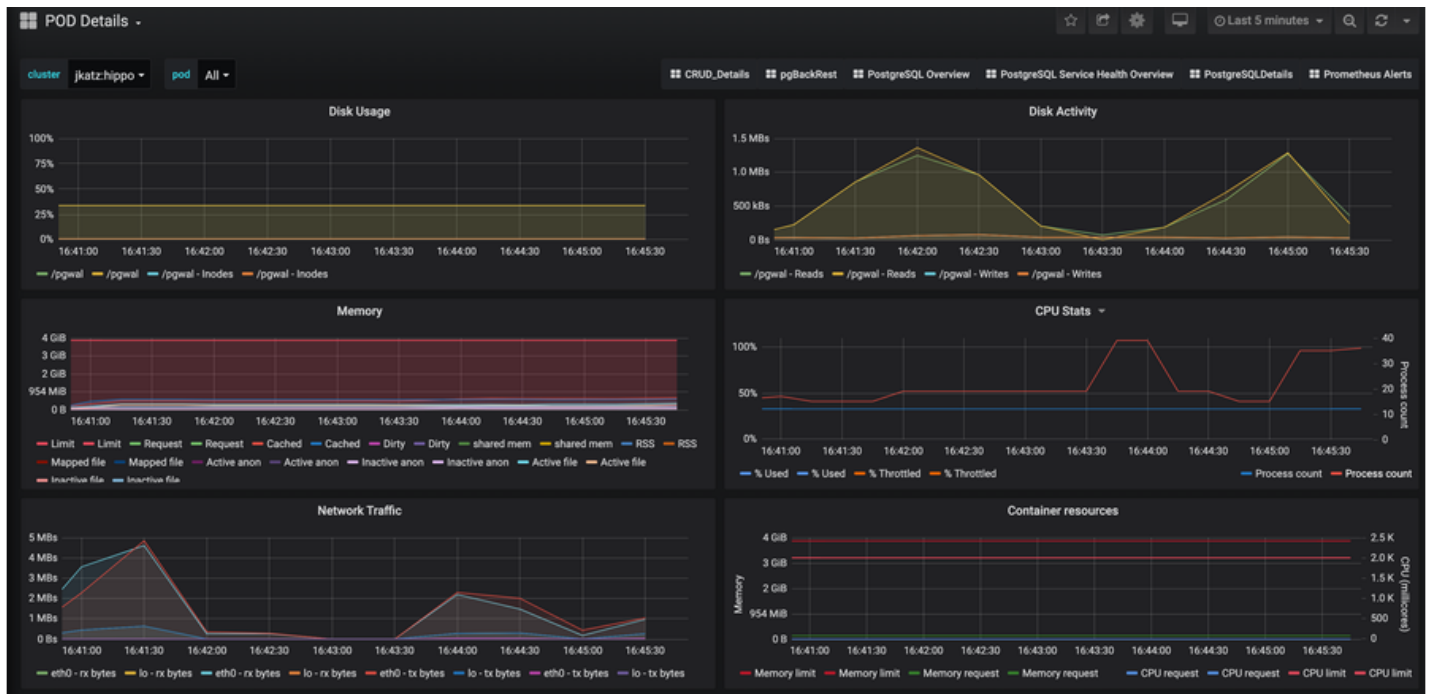 POD Details
Last 5 minutes
cluster jkatz:hippo pod All
CRUD_Details pgBackRest PostgreSQL Overview PostgreSQL Service Health Overview PostgreSQLDetails Prometheus Alerts
Disk Usage
100%
75%
50%
25%
0%
16:41:00 16:41:30 16:42:00 16:42:30 16:43:00 16:43:30 16:44:00 16:44:30 16:45:00 16:45:30
/pgwal /pgwal /pgwal - Inodes /pgwal - Inodes
Disk Activity
1.5 MBs
1.0 MBs
500 kBs
0 Bs
16:41:00 16:41:30 16:42:00 16:42:30 16:43:00 16:43:30 16:44:00 16:44:30 16:45:00 16:45:30
/pgwal - Reads /pgwal - Reads /pgwal - Writes /pgwal - Writes
Memory
4 GiB
3 GiB
2 GiB
954 MiB
0 B
16:41:00 16:41:30 16:42:00 16:42:30 16:43:00 16:43:30 16:44:00 16:44:30 16:45:00 16:45:30
Limit Limit Request Request Cached Cached Dirty Dirty shared mem shared mem RSS RSS
Mapped file Mapped file Active anon Active anon Inactive anon Inactive anon Active file Active file
Inactive file Inactive file
CPU Stats
100%
50%
0%
40
30
20
10
0
Process count
16:41:00 16:41:30 16:42:00 16:42:30 16:43:00 16:43:30 16:44:00 16:44:30 16:45:00 16:45:30
% Used % Used % Throttled % Throttled Process count Process count
Network Traffic
5 MBs
4 MBs
3 MBs
2 MBs
1 MBs
0 Bs
16:41:00 16:41:30 16:42:00 16:42:30 16:43:00 16:43:30 16:44:00 16:44:30 16:45:00 16:45:30
eth0 - rx bytes lo - rx bytes eth0 - rx bytes lo - rx bytes eth0 - tx bytes lo - tx bytes eth0 - tx bytes lo - tx bytes
Container resources
Memory
4 GiB
3 GiB
2 GiB
954 MiB
0 B
2.5 K
2.0 K
1.5 K
1.0 K
500
0
CPU (millicores)
16:41:00 16:41:30 16:42:00 16:42:30 16:43:00 16:43:30 16:44:00 16:44:30 16:45:00 16:45:30
Memory limit Memory limit Memory request Memory request CPU request CPU request CPU limit CPU limit